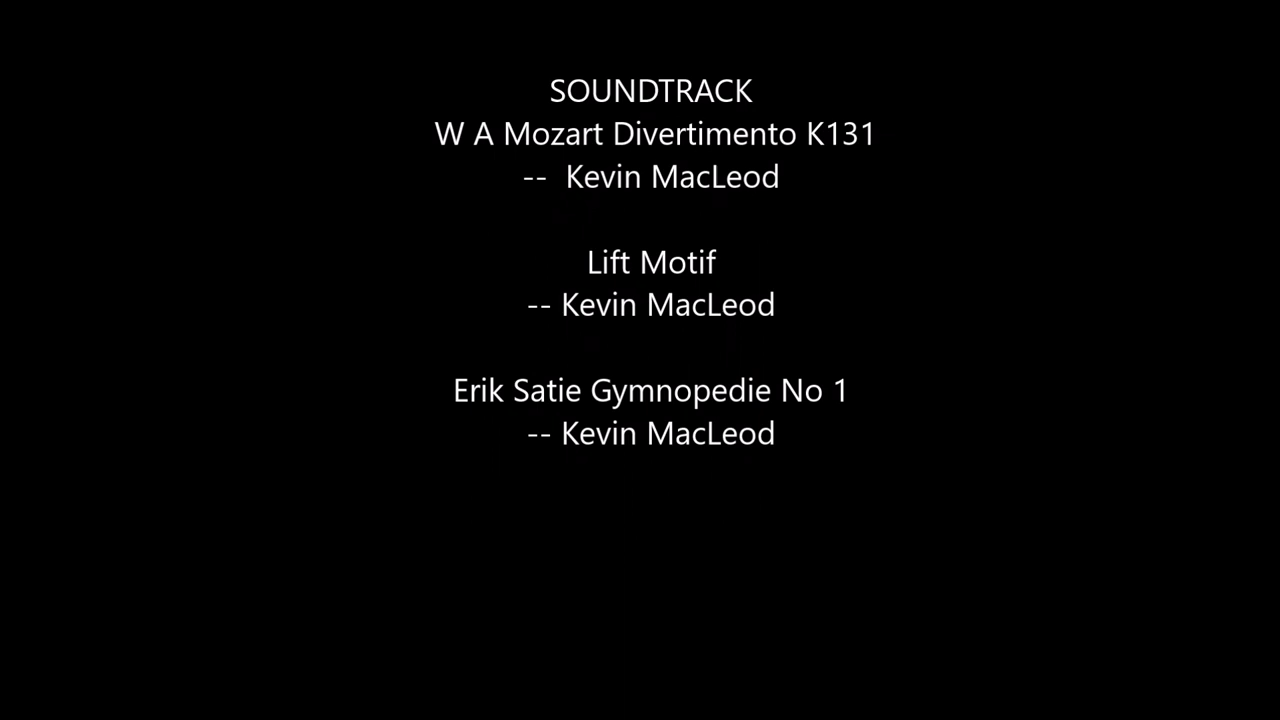 SOUNDTRACK
W A Mozart Divertimento K131
--  Kevin MacLeod
Lift Motif
-- Kevin MacLeod
Erik Satie Gymnopedie No 1
-- Kevin MacLeod